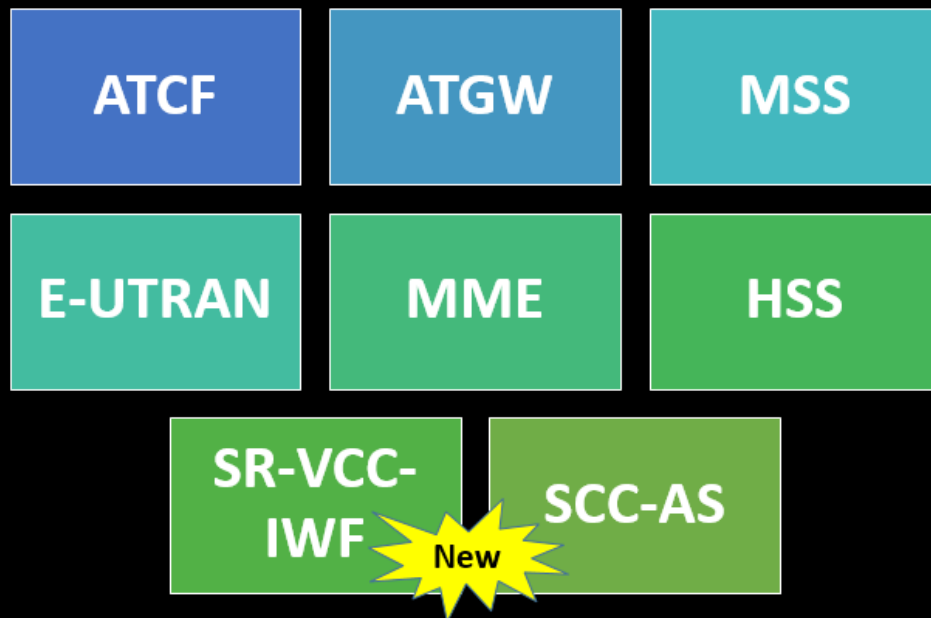 ATCF
ATGW
MSS
E-UTRAN
MME
HSS
SR-VCC-
IWF
SCC-AS
New